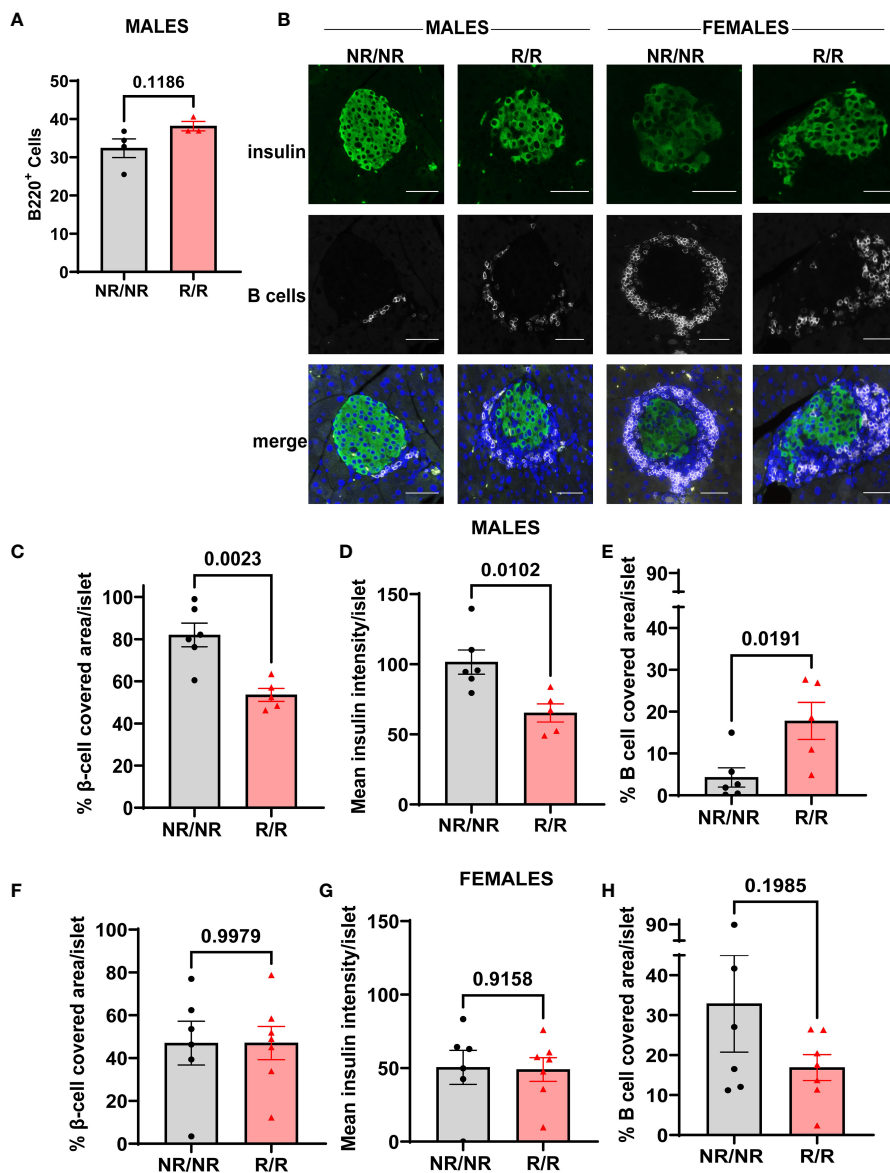 A
MALES
50
40
30
20
10
0
B220+ Cells
0.1186
NR/NR
R/R
B
MALES
FEMALES
NR/NR
R/R
NR/NR
R/R
insulin
B cells
merge
MALES
C
100
80
60
40
20
0
% β-cell covered area/islet
0.0023
NR/NR
R/R
D
150
100
50
0
Mean insulin intensity/islet
0.0102
NR/NR
R/R
E
90
40
30
20
10
0
% B cell covered area/islet
0.0191
NR/NR
R/R
FEMALES
F
100
80
60
40
20
0
% β-cell covered area/islet
0.9979
NR/NR
R/R
G
150
100
50
0
Mean insulin intensity/islet
0.9158
NR/NR
R/R
H
90
40
30
20
10
0
% B cell covered area/islet
0.1985
NR/NR
R/R